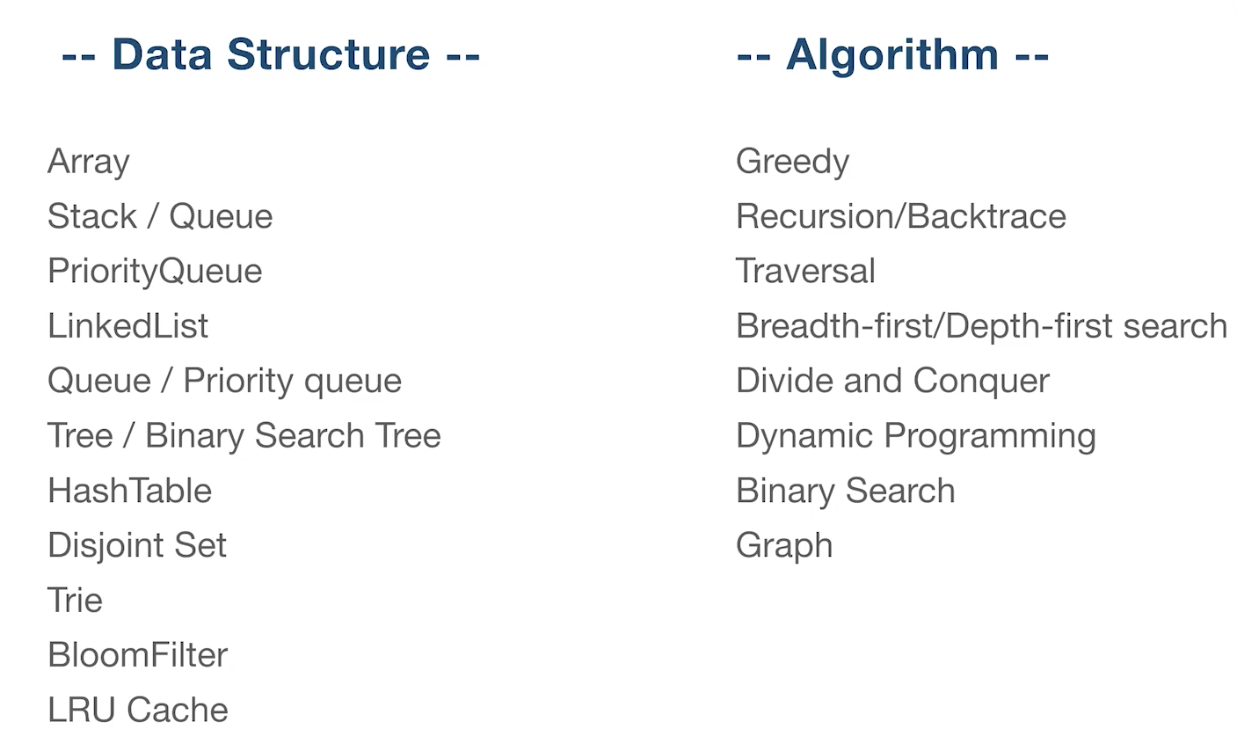 -- Data Structure --
Array
Stack / Queue
PriorityQueue
LinkedList
Queue / Priority queue
Tree / Binary Search Tree
HashTable
Disjoint Set
Trie
BloomFilter
LRU Cache
-- Algorithm --
Greedy
Recursion/Backtrace
Traversal
Breadth-first/Depth-first search
Divide and Conquer
Dynamic Programming
Binary Search
Graph